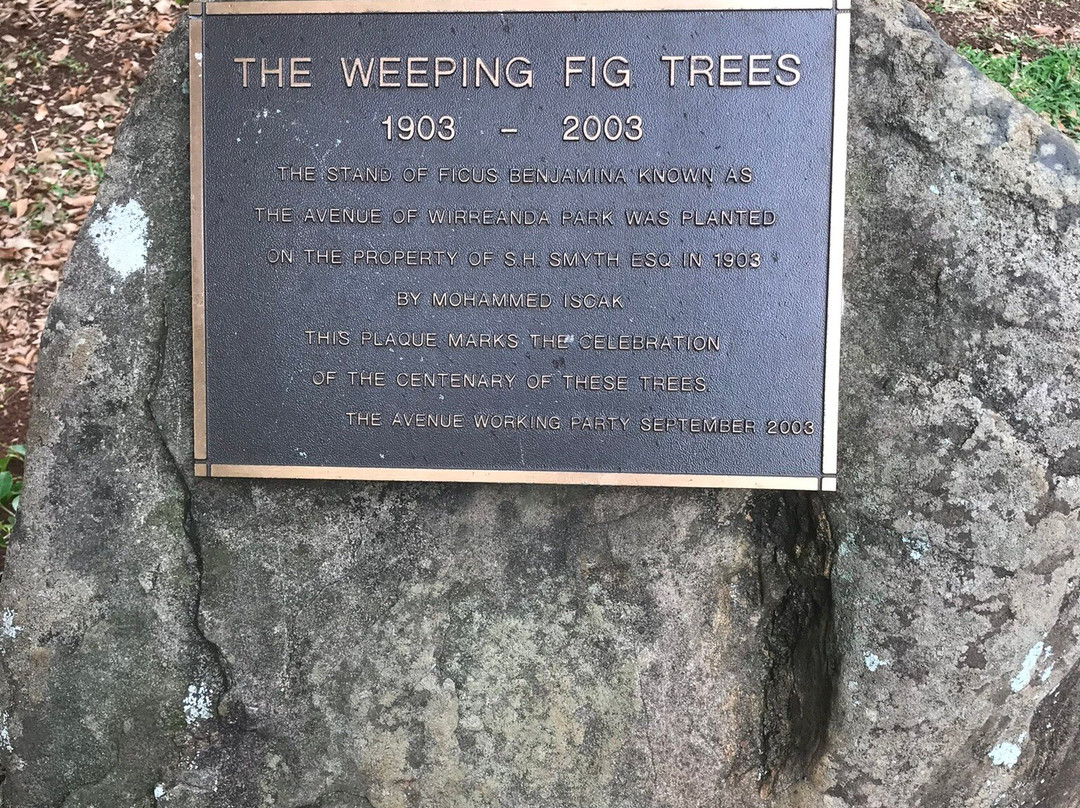 THE WEEPING FIG TREES
1903 - 2003
THE STAND OF FICUS BENJAMINA KNOWN AS
THE AVENUE OF WIRREANDA PARK WAS PLANTED
ON THE PROPERTY OF S.H. SMYTH ESQ IN 1903
BY MOHAMMED ISCAK
THIS PLAQUE MARKS THE CELEBRATION
OF THE CENTENARY OF THESE TREES
THE AVENUE WORKING PARTY SEPTEMBER 2003